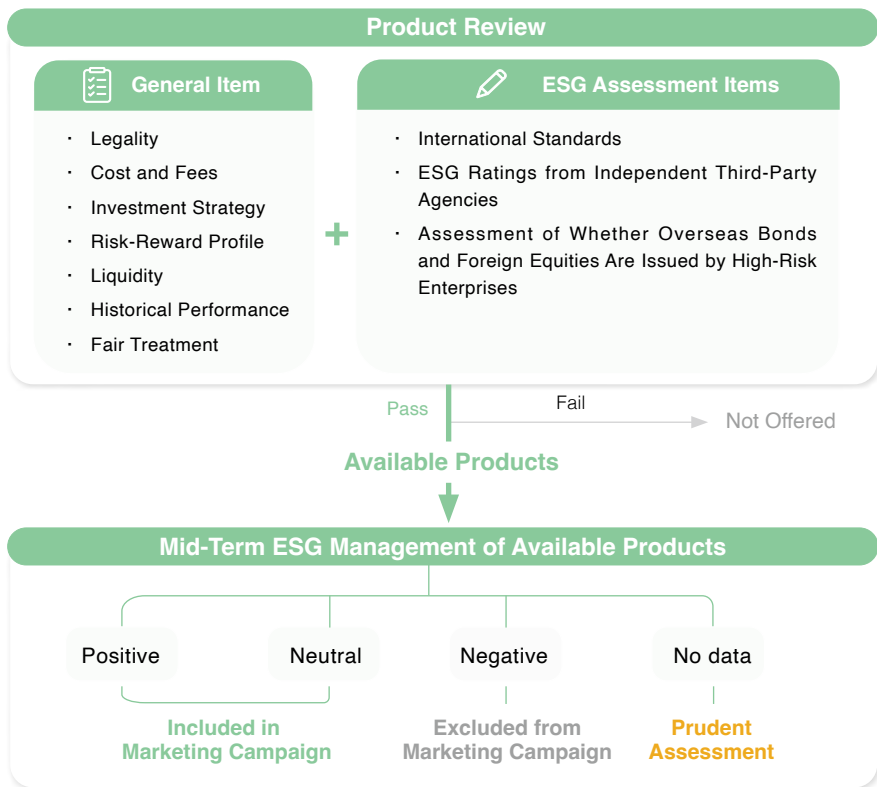 Product Review
General Item
· Legality
· Cost and Fees
· Investment Strategy
· Risk-Reward Profile
· Liquidity
· Historical Performance
· Fair Treatment
+
ESG Assessment Items
· International Standards
· ESG Ratings from Independent Third-Party
Agencies
· Assessment of Whether Overseas Bonds
and Foreign Equities Are Issued by High-Risk
Enterprises
Pass
Fail
Not Offered
Available Products
Mid-Term ESG Management of Available Products
Positive
Neutral
Negative
No data
Included in
Marketing Campaign
Excluded from
Marketing Campaign
Prudent
Assessment